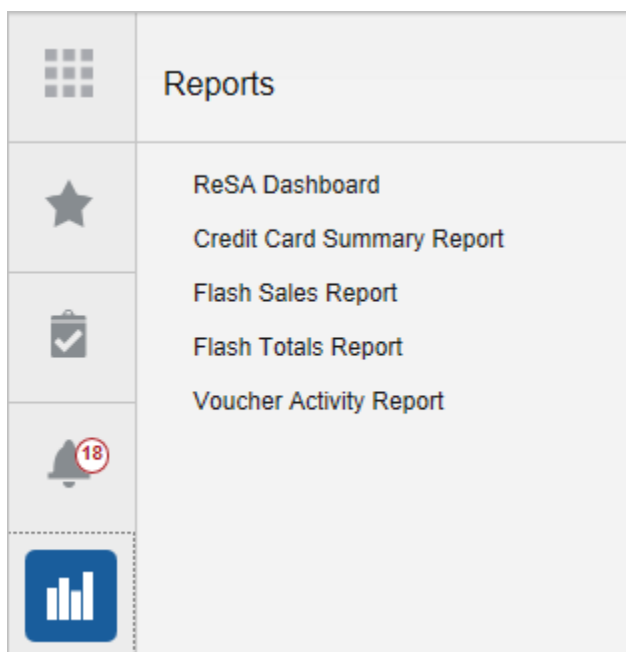 Reports
ReSA Dashboard
Credit Card Summary Report
Flash Sales Report
Flash Totals Report
Voucher Activity Report
18